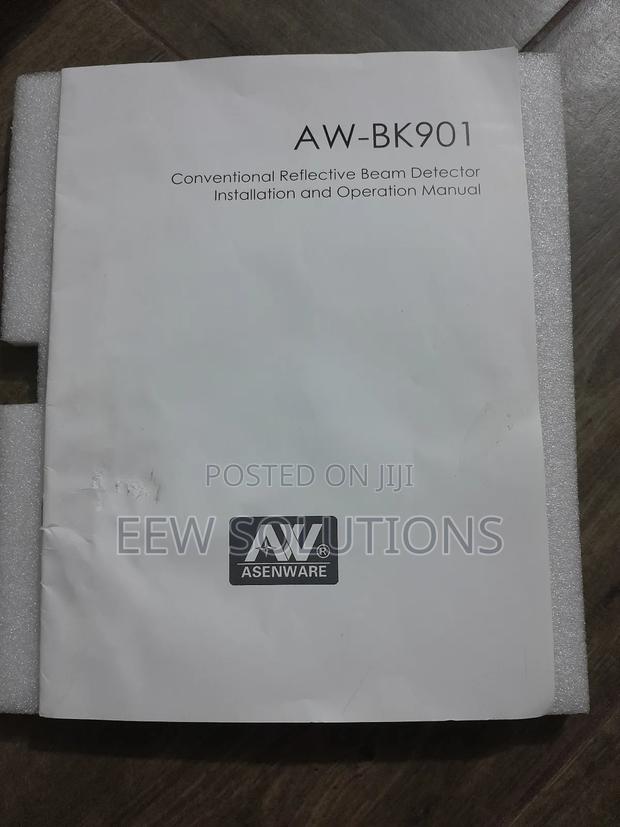 AW-BK901
Conventional Reflective Beam Detector
Installation and Operation Manual
POSTED ON JIJI
EEW SOLUTIONS
AW®
ASENWARE